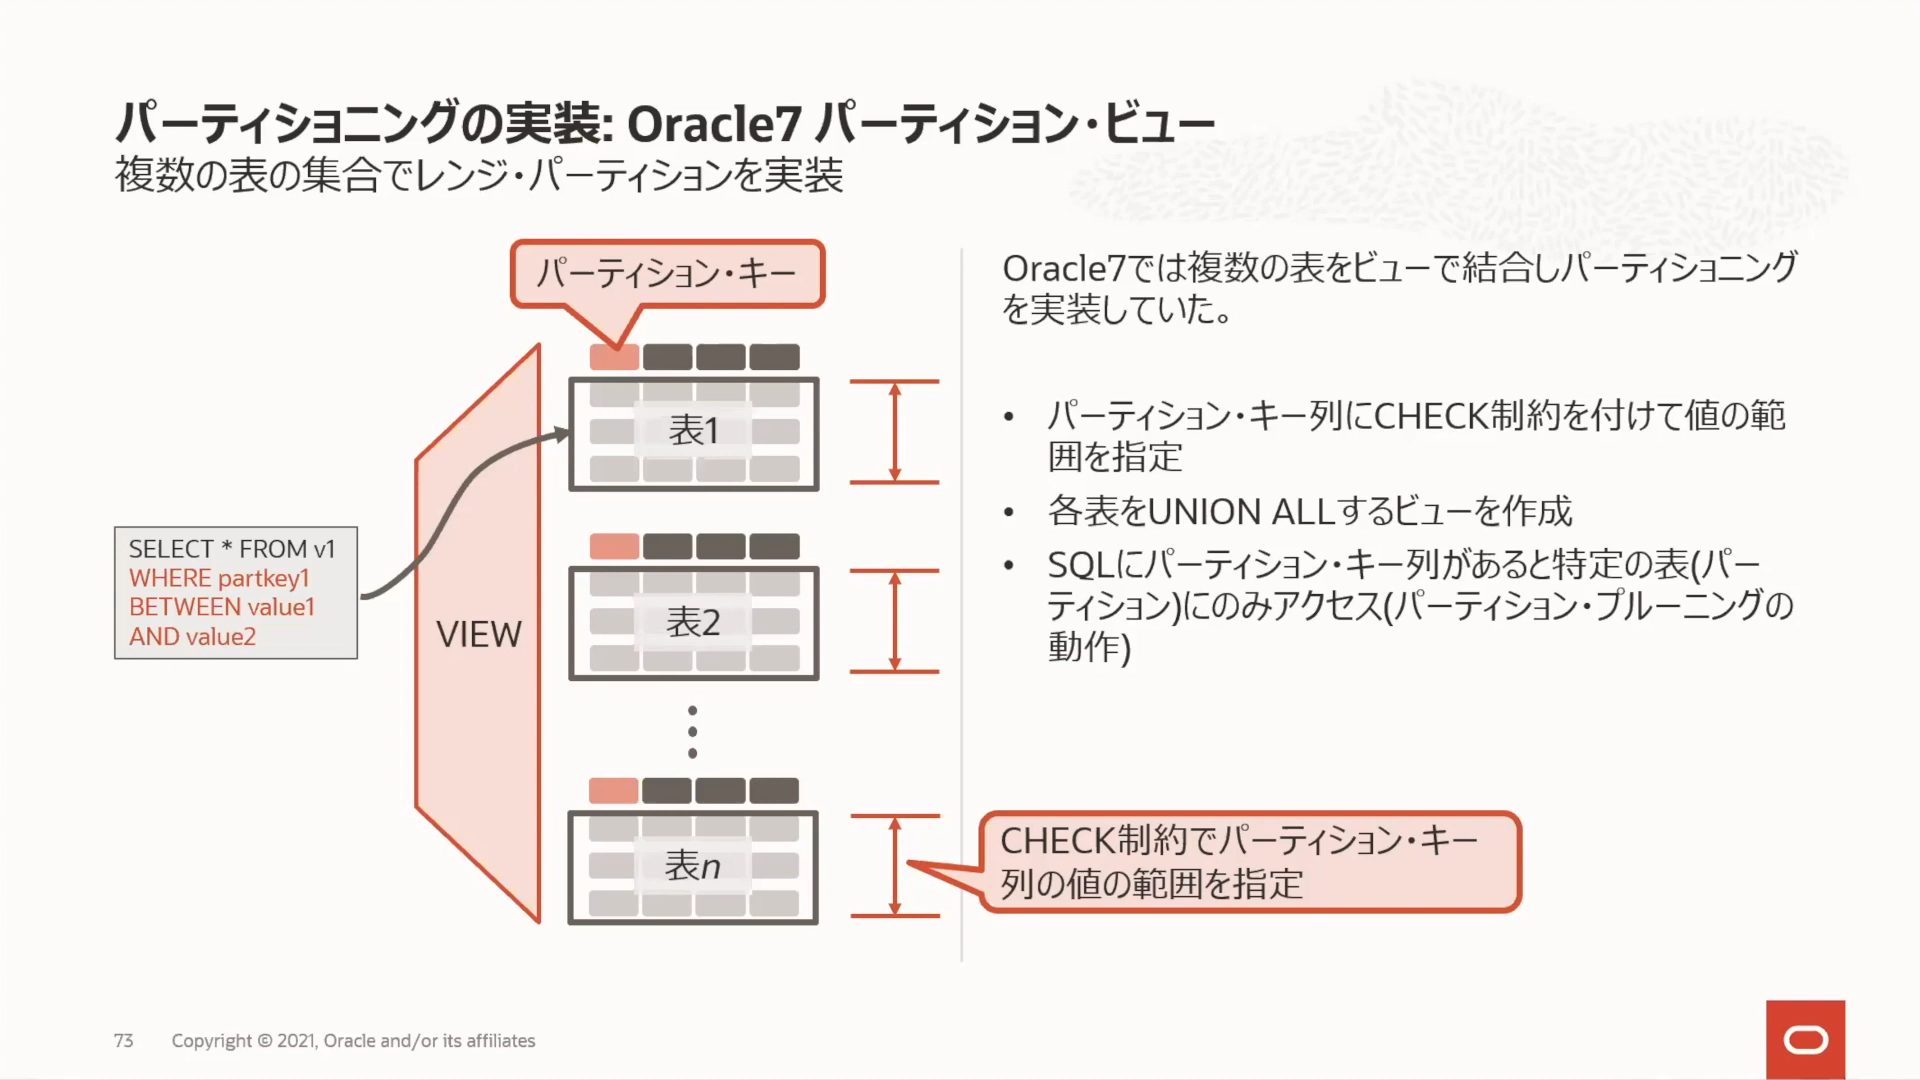 パーティショニングの実装: Oracle7 パーティション・ビュー
複数の表の集合でレンジ・パーティションを実装
パーティション・キー
表1
SELECT * FROM v1
WHERE partkey1
BETWEEN value1
AND value2
VIEW
表2
表n
Oracle7では複数の表をビューで結合しパーティショニング
を実装していた。
• パーティション・キー列にCHECK制約を付けて値の範
囲を指定
• 各表をUNION ALLするビューを作成
• SQLにパーティション・キー列があると特定の表(パー
ティション)にのみアクセス(パーティション・プルーニングの
動作)
CHECK制約でパーティション・キー
列の値の範囲を指定
73 Copyright © 2021, Oracle and/or its affiliates